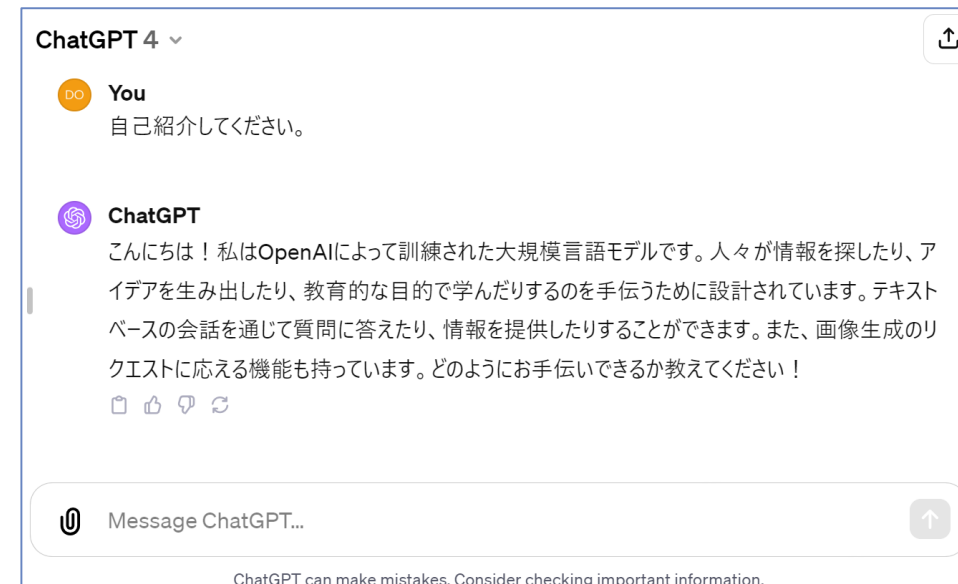 ChatGPT 4
DO
You
自己紹介してください。
ChatGPT
こんにちは！私はOpenAIによって訓練された大規模言語モデルです。人々が情報を探したり、ア
イデアを生み出したり、教育的な目的で学んだりするのを手伝うために設計されています。テキスト
ベースの会話を通じて質問に答えたり、情報を提供したりすることができます。また、画像生成のリ
クエストに応える機能も持っています。どのようにお手伝いできるか教えてください！
Message ChatGPT...
ChatGPT can make mistakes. Consider checking important information.